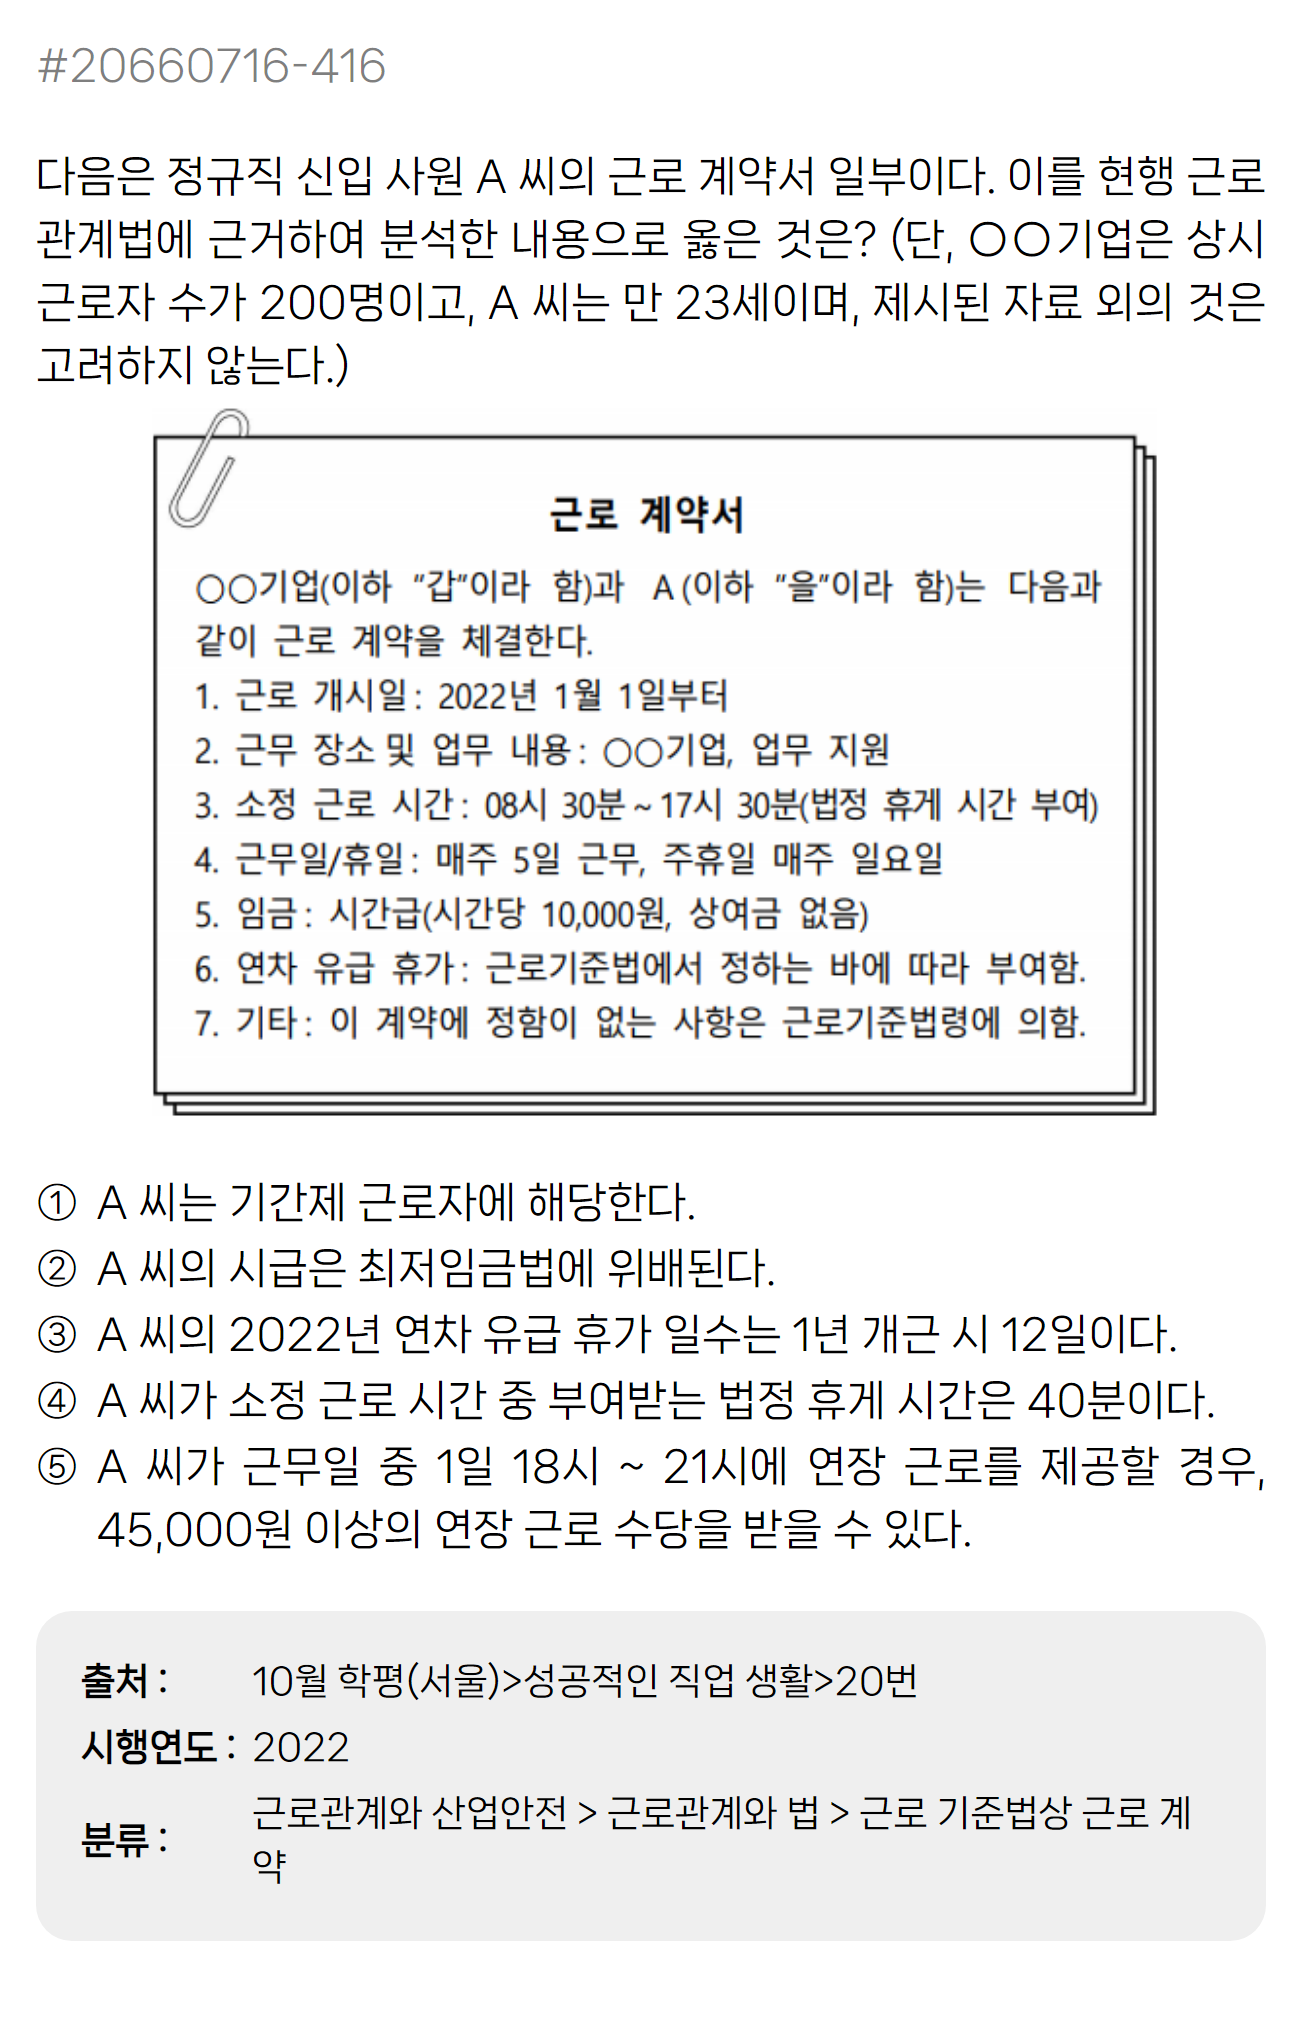 #20660716-416
다음은 정규직 신입 사원 A 씨의 근로 계약서 일부이다. 이를 현행 근로
관계법에 근거하여 분석한 내용으로 옳은 것은? (단, ○○기업은 상시
근로자 수가 200명이고, A 씨는 만 23세이며, 제시된 자료 외의 것은
고려하지 않는다.)
근로 계약서
○○기업(이하 “갑”이라 함)과 A(이하 “을”이라 함)는 다음과
같이 근로 계약을 체결한다.
1. 근로 개시일: 2022년 1월 1일부터
2. 근무 장소 및 업무 내용: ○○기업, 업무 지원
3. 소정 근로 시간: 08시 30분~17시 30분(법정 휴게 시간 부여)
4. 근무일/휴일: 매주 5일 근무, 주휴일 매주 일요일
5. 임금: 시간급(시간당 10,000원, 상여금 없음)
6. 연차 유급 휴가: 근로기준법에서 정하는 바에 따라 부여함.
7. 기타: 이 계약에 정함이 없는 사항은 근로기준법령에 의함.
① A 씨는 기간제 근로자에 해당한다.
② A 씨의 시급은 최저임금법에 위배된다.
③ A 씨의 2022년 연차 유급 휴가 일수는 1년 개근 시 12일이다.
④ A 씨가 소정 근로 시간 중 부여받는 법정 휴게 시간은 40분이다.
⑤ A 씨가 근무일 중 1일 18시 ~ 21시에 연장 근로를 제공할 경우,
45,000원 이상의 연장 근로 수당을 받을 수 있다.
출처 : 10월 학평(서울)>성공적인 직업 생활>20번
시행연도 : 2022
분류 : 근로관계와 산업안전 > 근로관계와 법 > 근로 기준법상 근로 계
약